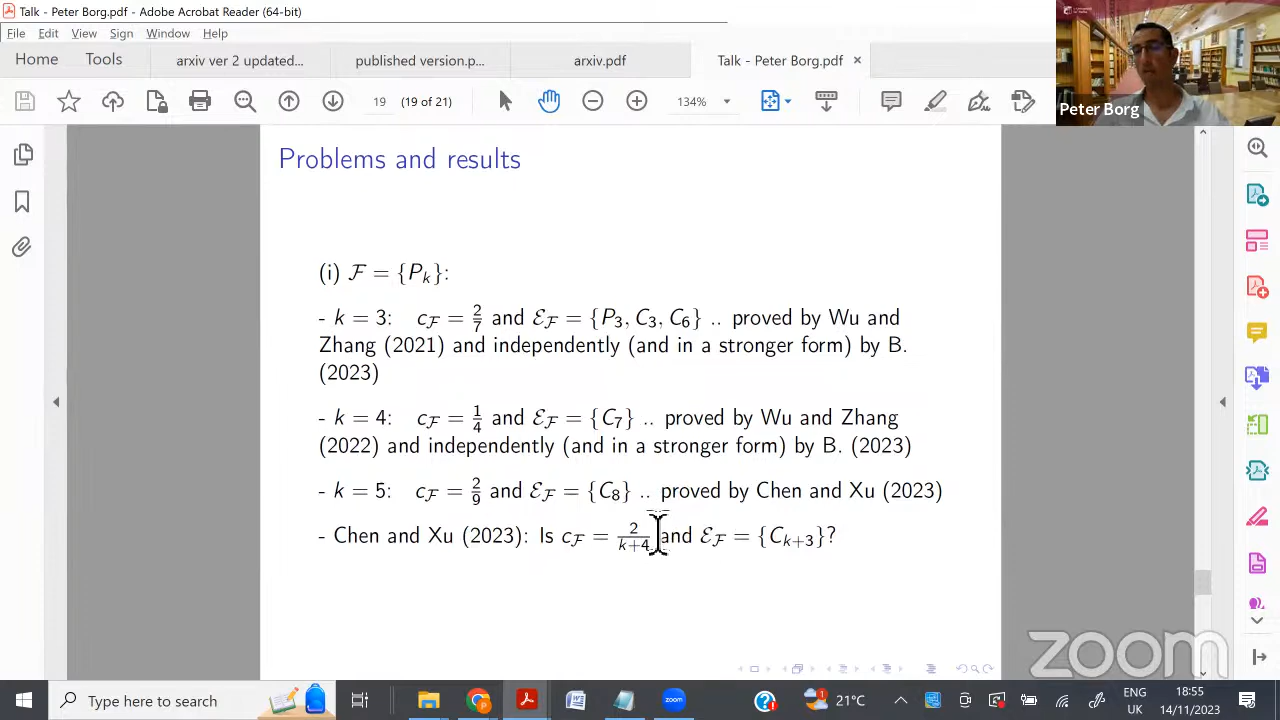 Talk - Peter Borg.pdf - Adobe Acrobat Reader (64-bit)
File Edit View Sign Window Help
Home Tools arxiv ver 2 updated... published version.p... arxiv.pdf Talk - Peter Borg.pdf ×
19 (19 of 21) 134%
Peter Borg
Problems and results
(i) ℱ = {P_k}:
- k = 3: c_ℱ = 2/7 and ℰ_ℱ = {P_3, C_3, C_6} .. proved by Wu and
Zhang (2021) and independently (and in a stronger form) by B.
(2023)
- k = 4: c_ℱ = 1/4 and ℰ_ℱ = {C_7} .. proved by Wu and Zhang
(2022) and independently (and in a stronger form) by B. (2023)
- k = 5: c_ℱ = 2/9 and ℰ_ℱ = {C_8} .. proved by Chen and Xu (2023)
- Chen and Xu (2023): Is c_ℱ = 2/(k+4) and ℰ_ℱ = {C_{k+3}}?
zoom
Type here to search
zoom
21°C
ENG
UK
18:55
14/11/2023